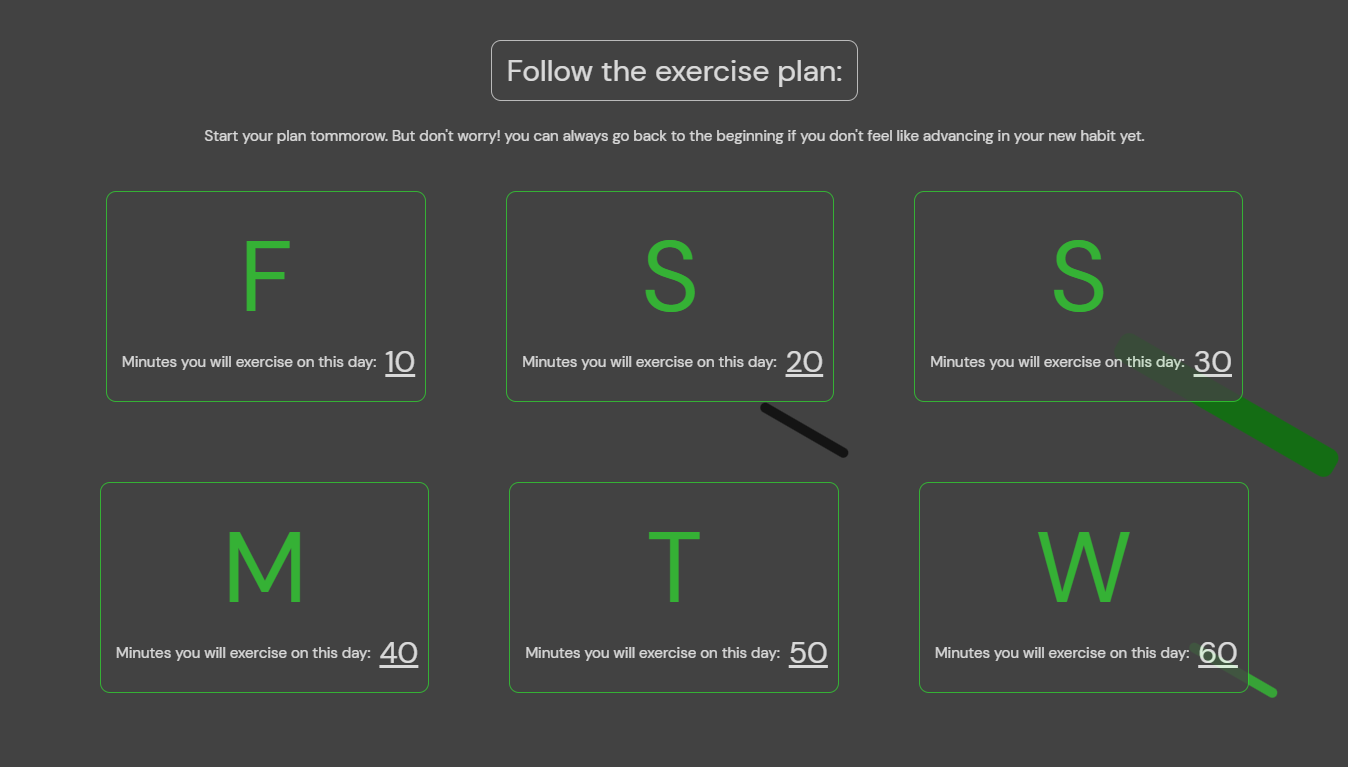 Follow the exercise plan:
Start your plan tommorow. But don't worry! you can always go back to the beginning if you don't feel like advancing in your new habit yet.
F
Minutes you will exercise on this day: 10
S
Minutes you will exercise on this day: 20
S
Minutes you will exercise on this day: 30
M
Minutes you will exercise on this day: 40
T
Minutes you will exercise on this day: 50
W
Minutes you will exercise on this day: 60